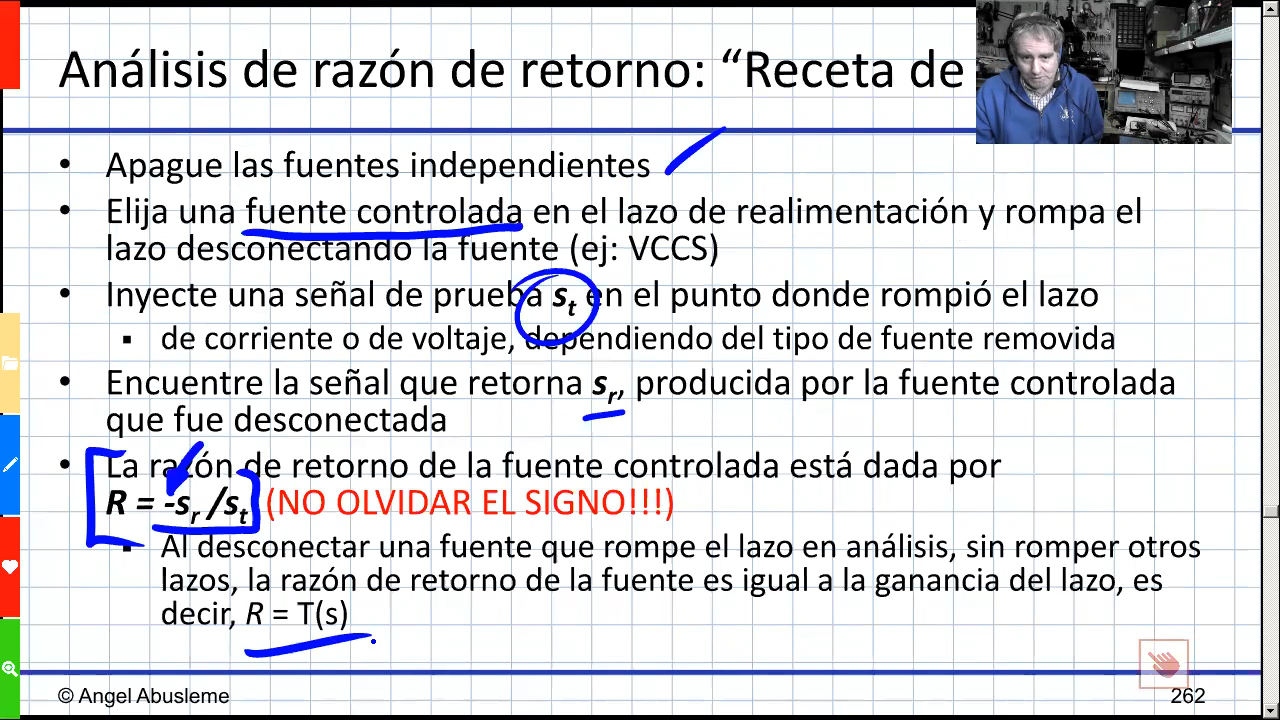 Análisis de razón de retorno: “Receta de
• Apague las fuentes independientes
• Elija una fuente controlada en el lazo de realimentación y rompa el
lazo desconectando la fuente (ej: VCCS)
• Inyecte una señal de prueba st en el punto donde rompió el lazo
▪ de corriente o de voltaje, dependiendo del tipo de fuente removida
• Encuentre la señal que retorna sr, producida por la fuente controlada
que fue desconectada
• La razón de retorno de la fuente controlada está dada por
R = -sr /st (NO OLVIDAR EL SIGNO!!!)
▪ Al desconectar una fuente que rompe el lazo en análisis, sin romper otros
lazos, la razón de retorno de la fuente es igual a la ganancia del lazo, es
decir, R = T(s)
© Angel Abusleme
262